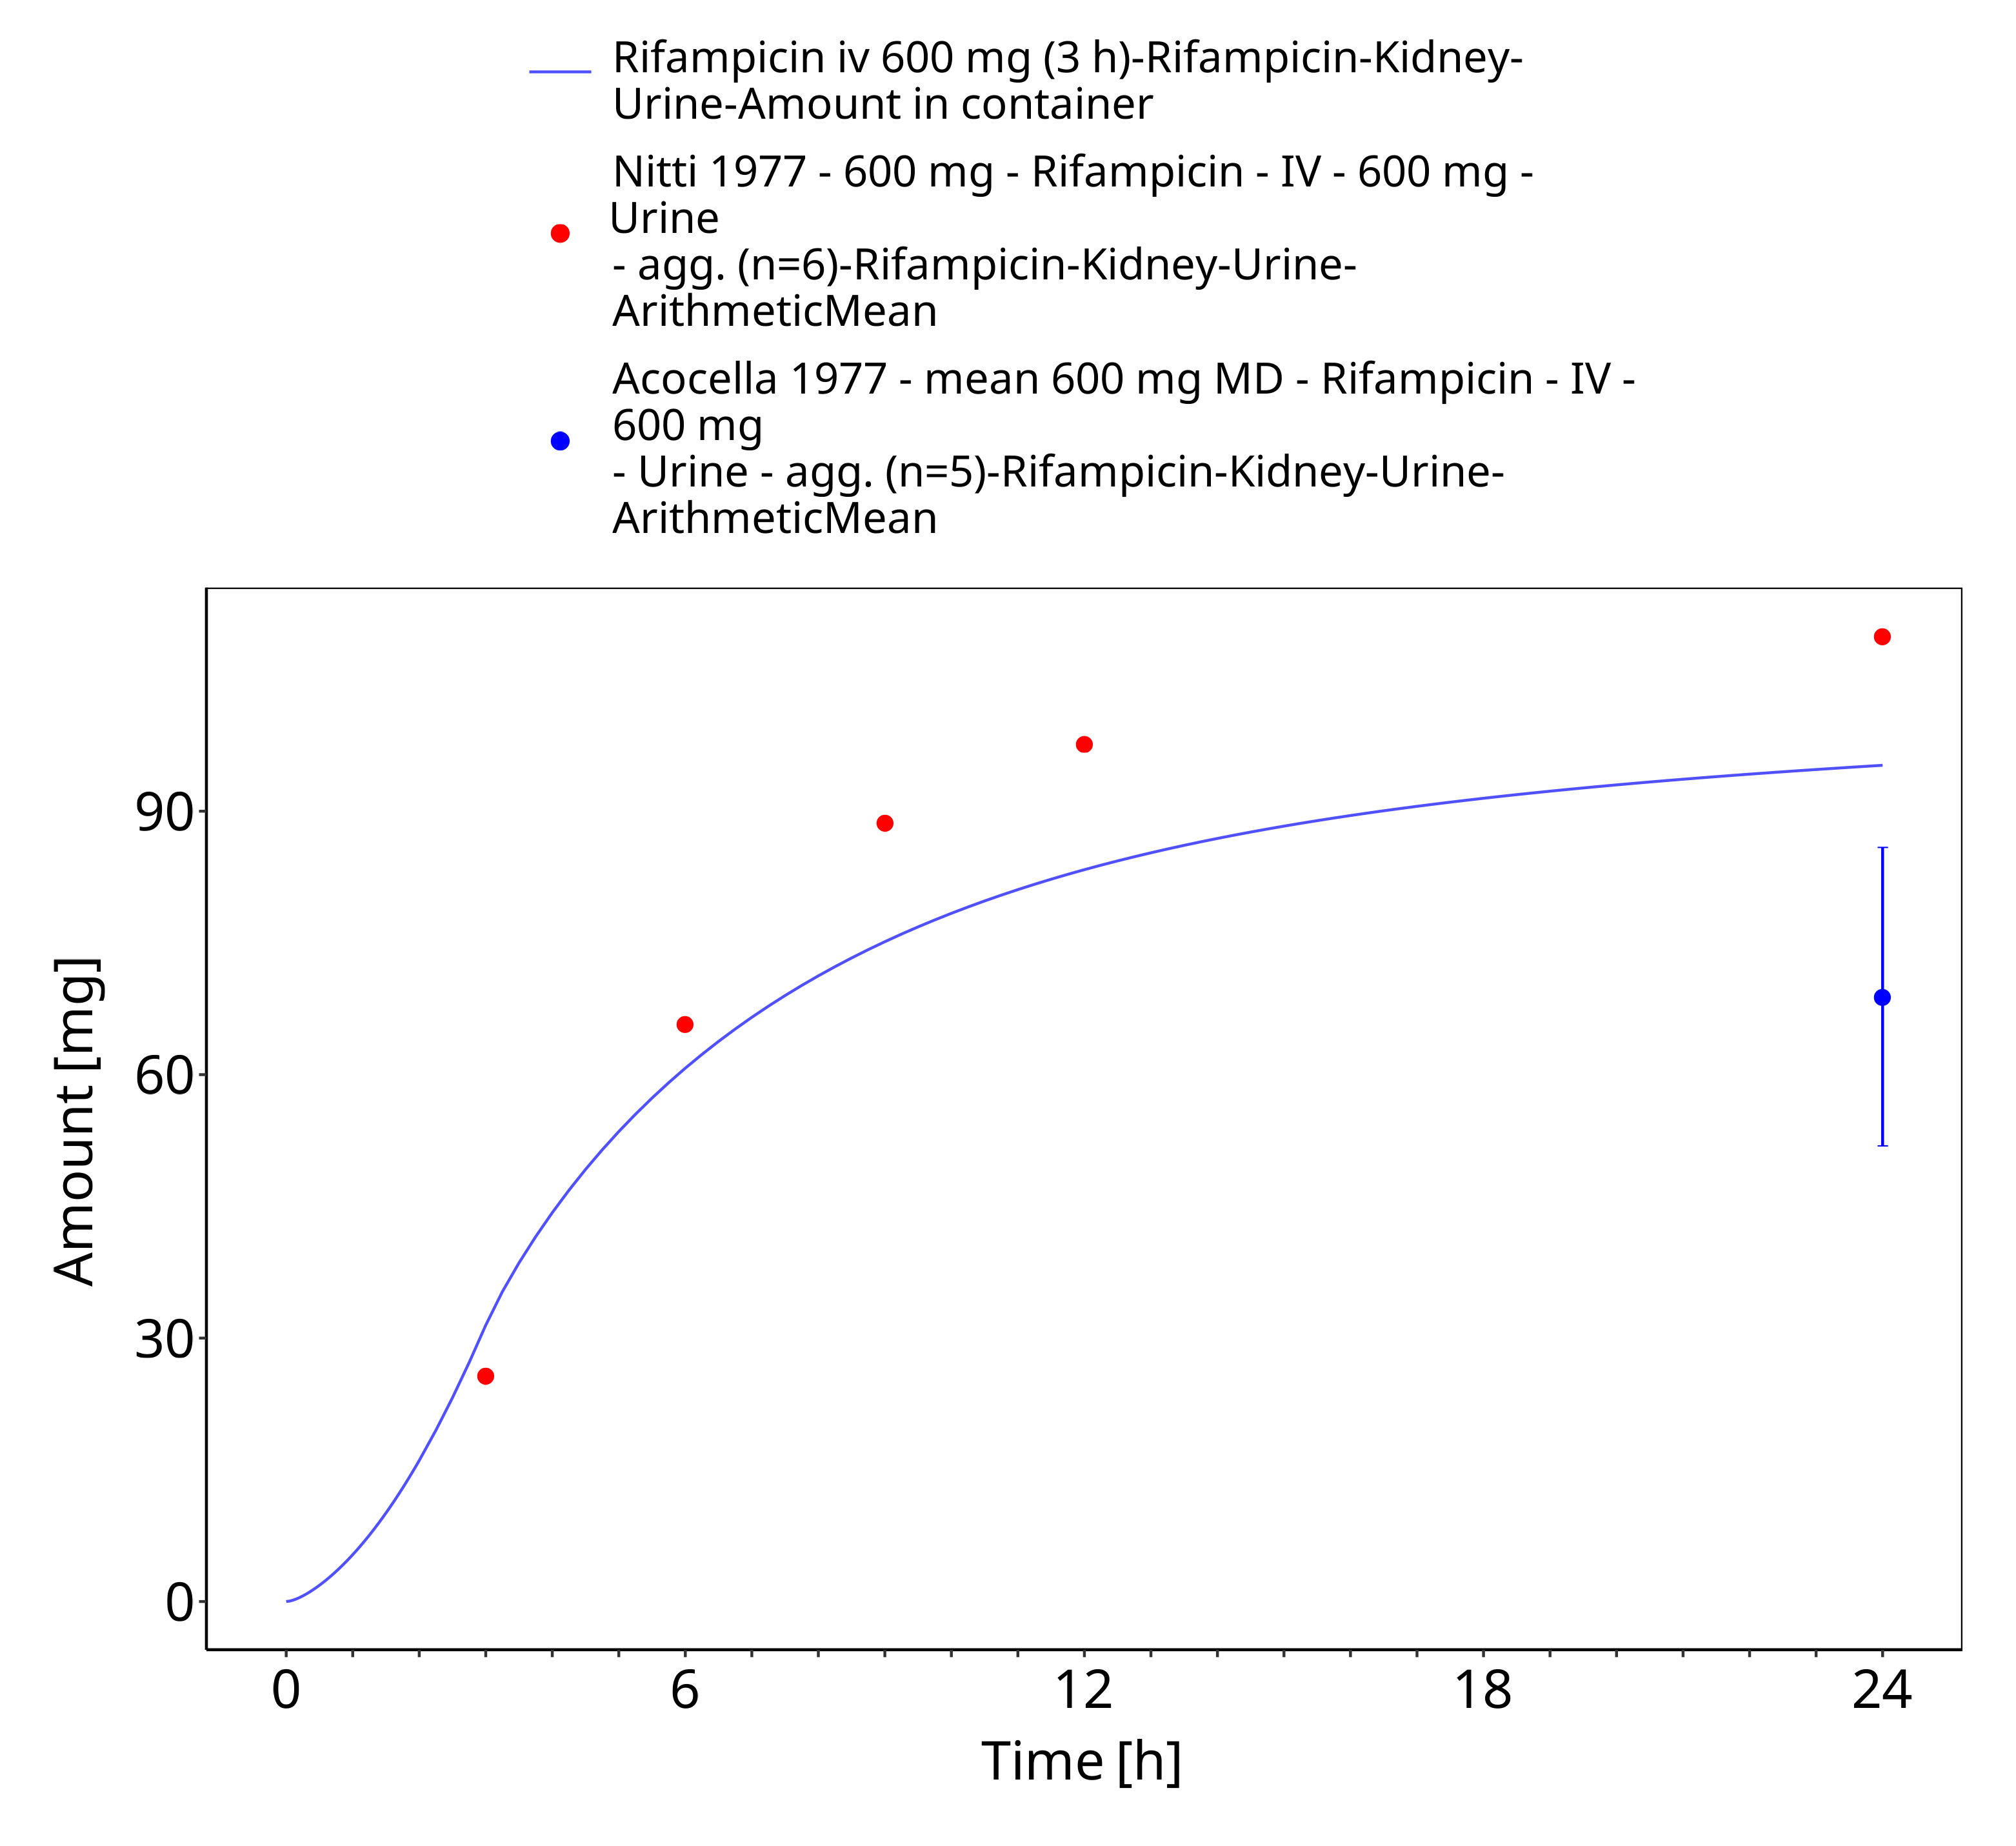 Rifampicin iv 600 mg (3 h)-Rifampicin-Kidney-
Urine-Amount in container
Nitti 1977 - 600 mg - Rifampicin - IV - 600 mg -
Urine
- agg. (n=6)-Rifampicin-Kidney-Urine-
ArithmeticMean
Acocella 1977 - mean 600 mg MD - Rifampicin - IV -
600 mg
- Urine - agg. (n=5)-Rifampicin-Kidney-Urine-
ArithmeticMean
Amount [mg]
90
60
30
0
0 6 12 18 24
Time [h]